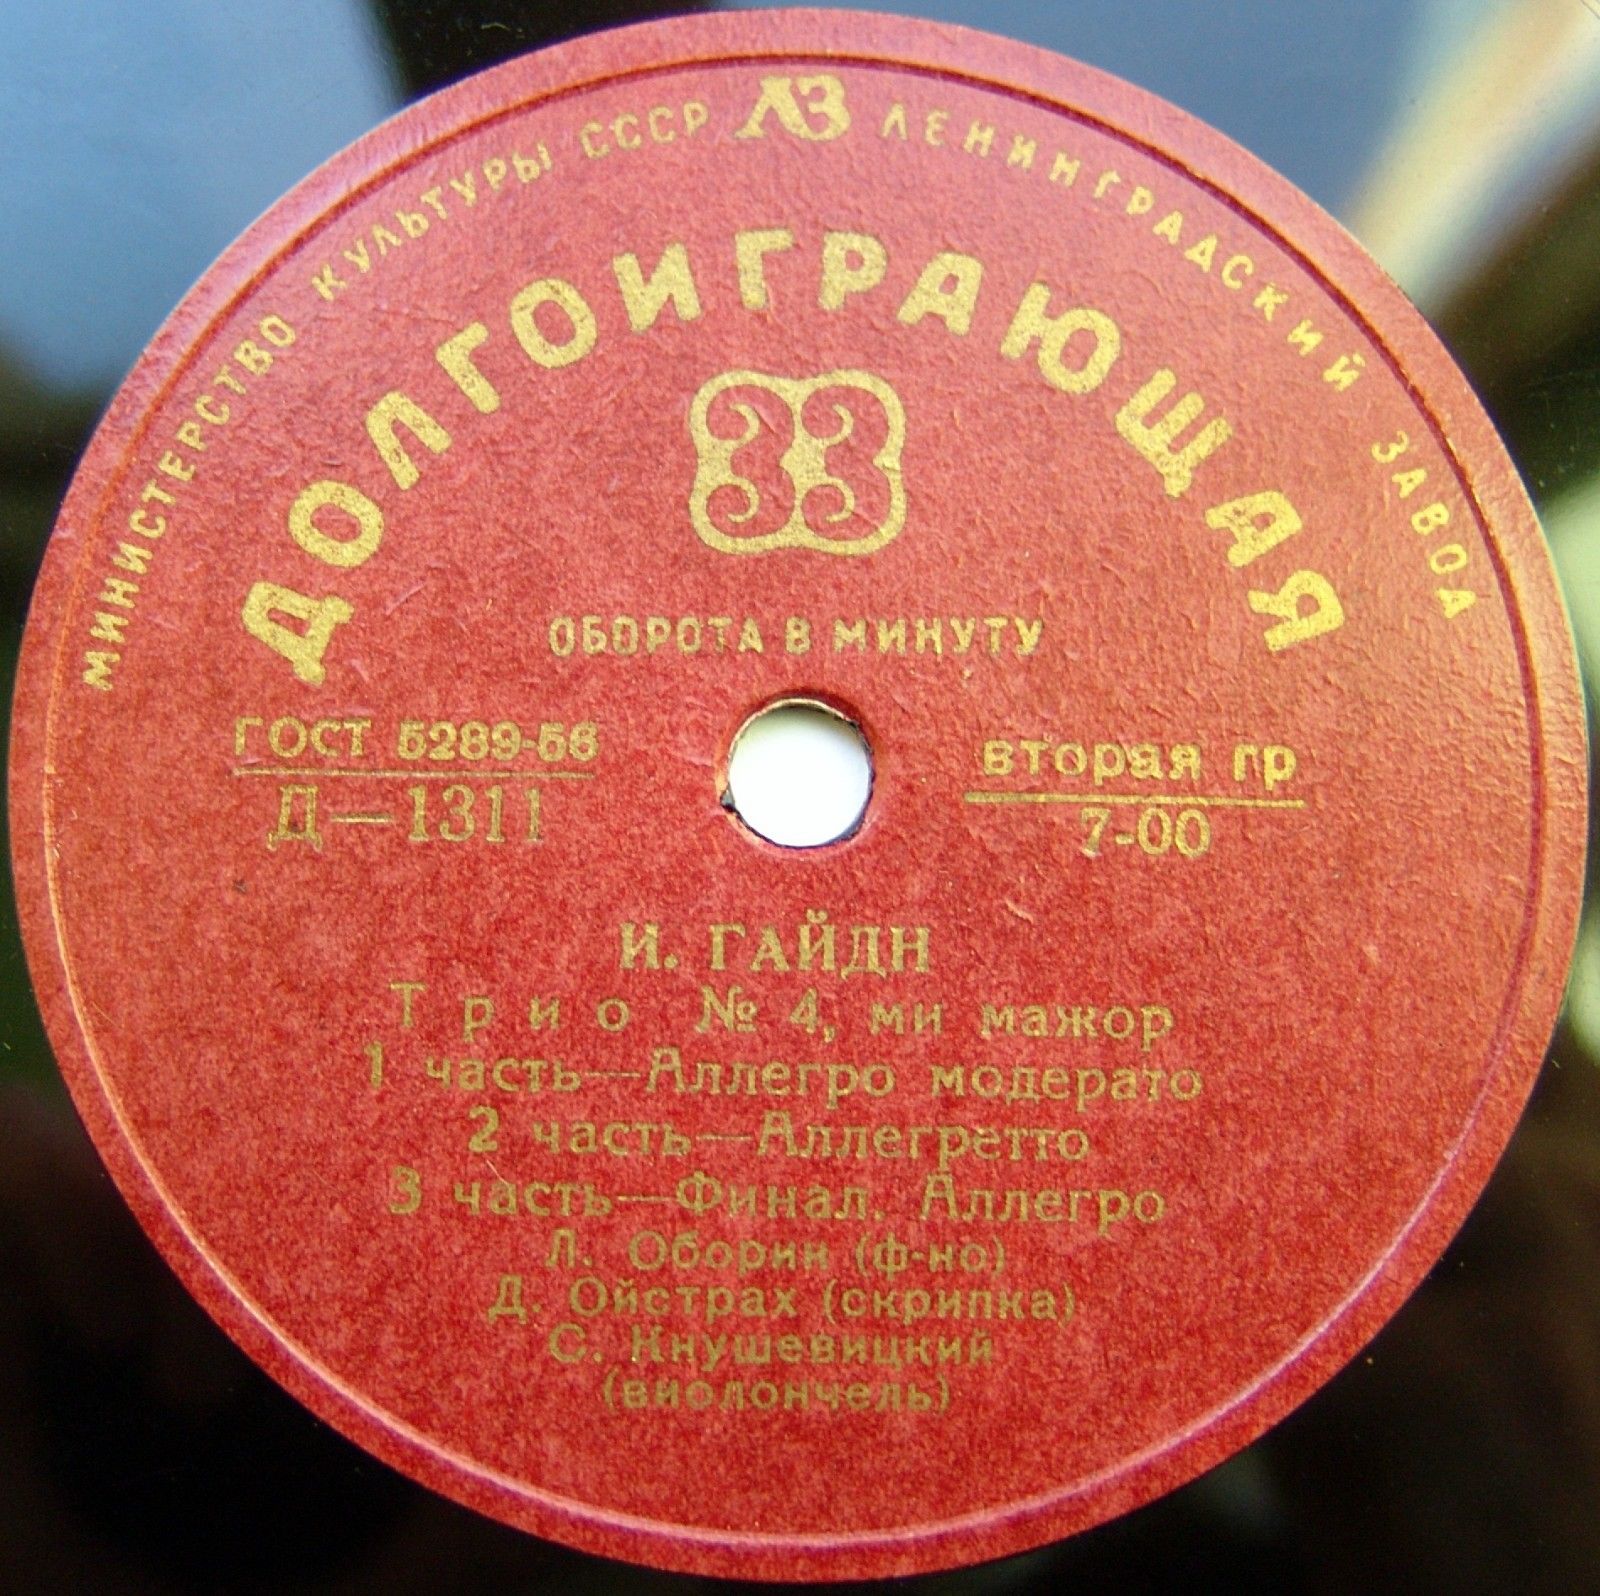 МИНИСТЕРСТВО КУЛЬТУРЫ СССР ЛЗ ЛЕНИНГРАДСКИЙ ЗАВОД
ДОЛГОИГРАЮЩАЯ
33
ОБОРОТА В МИНУТУ
ГОСТ 5289-56
Д—1311
вторая гр
7-00
И. ГАЙДН
Трио № 4, ми мажор
1 часть—Аллегро модерато
2 часть—Аллегретто
3 часть—Финал. Аллегро
Л. Оборин (ф-но)
Д. Ойстрах (скрипка)
С. Кнушевицкий
(виолончель)